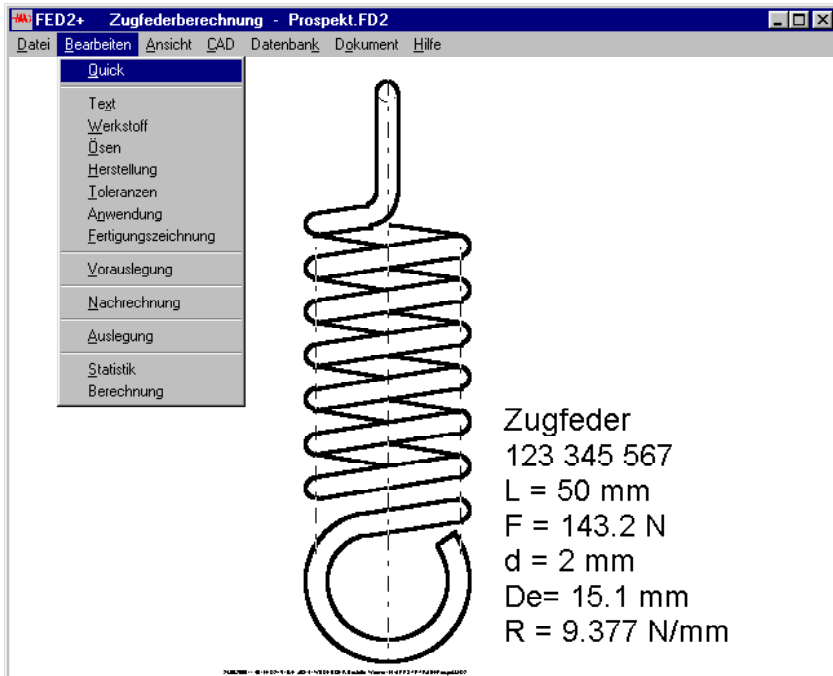 FED2+ Zugfederberechnung - Prospekt.FD2
Datei Bearbeiten Ansicht CAD Datenbank Dokument Hilfe
Quick
Text
Werkstoff
Ösen
Herstellung
Toleranzen
Anwendung
Fertigungszeichnung
Vorauslegung
Nachrechnung
Auslegung
Statistik
Berechnung
Zugfeder
123 345 567
L = 50 mm
F = 143.2 N
d = 2 mm
De= 15.1 mm
R = 9.377 N/mm